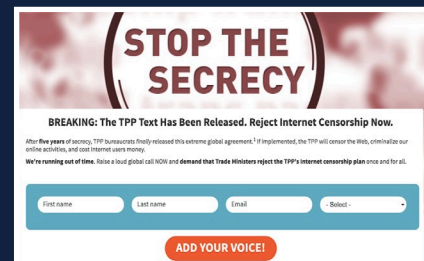 STOP THE
SECRECY
BREAKING: The TPP Text Has Been Released. Reject Internet Censorship Now.
After five years of secrecy, TPP bureaucrats finally released this extreme global agreement.1 If implemented, the TPP will censor the Web, criminalize our
online activities, and cost Internet users money.
We're running out of time. Raise a loud global call NOW and demand that Trade Ministers reject the TPP's Internet censorship plan once and for all.
First name
Last name
Email
- Select -
ADD YOUR VOICE!